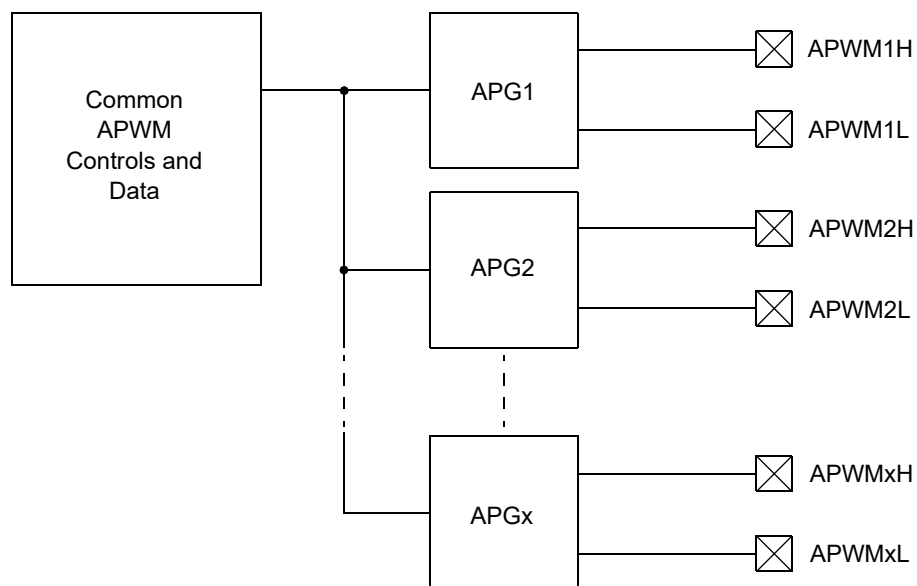 Common
APWM
Controls and
Data
APG1
APWM1H
APWM1L
APG2
APWM2H
APWM2L
APGx
APWMxH
APWMxL